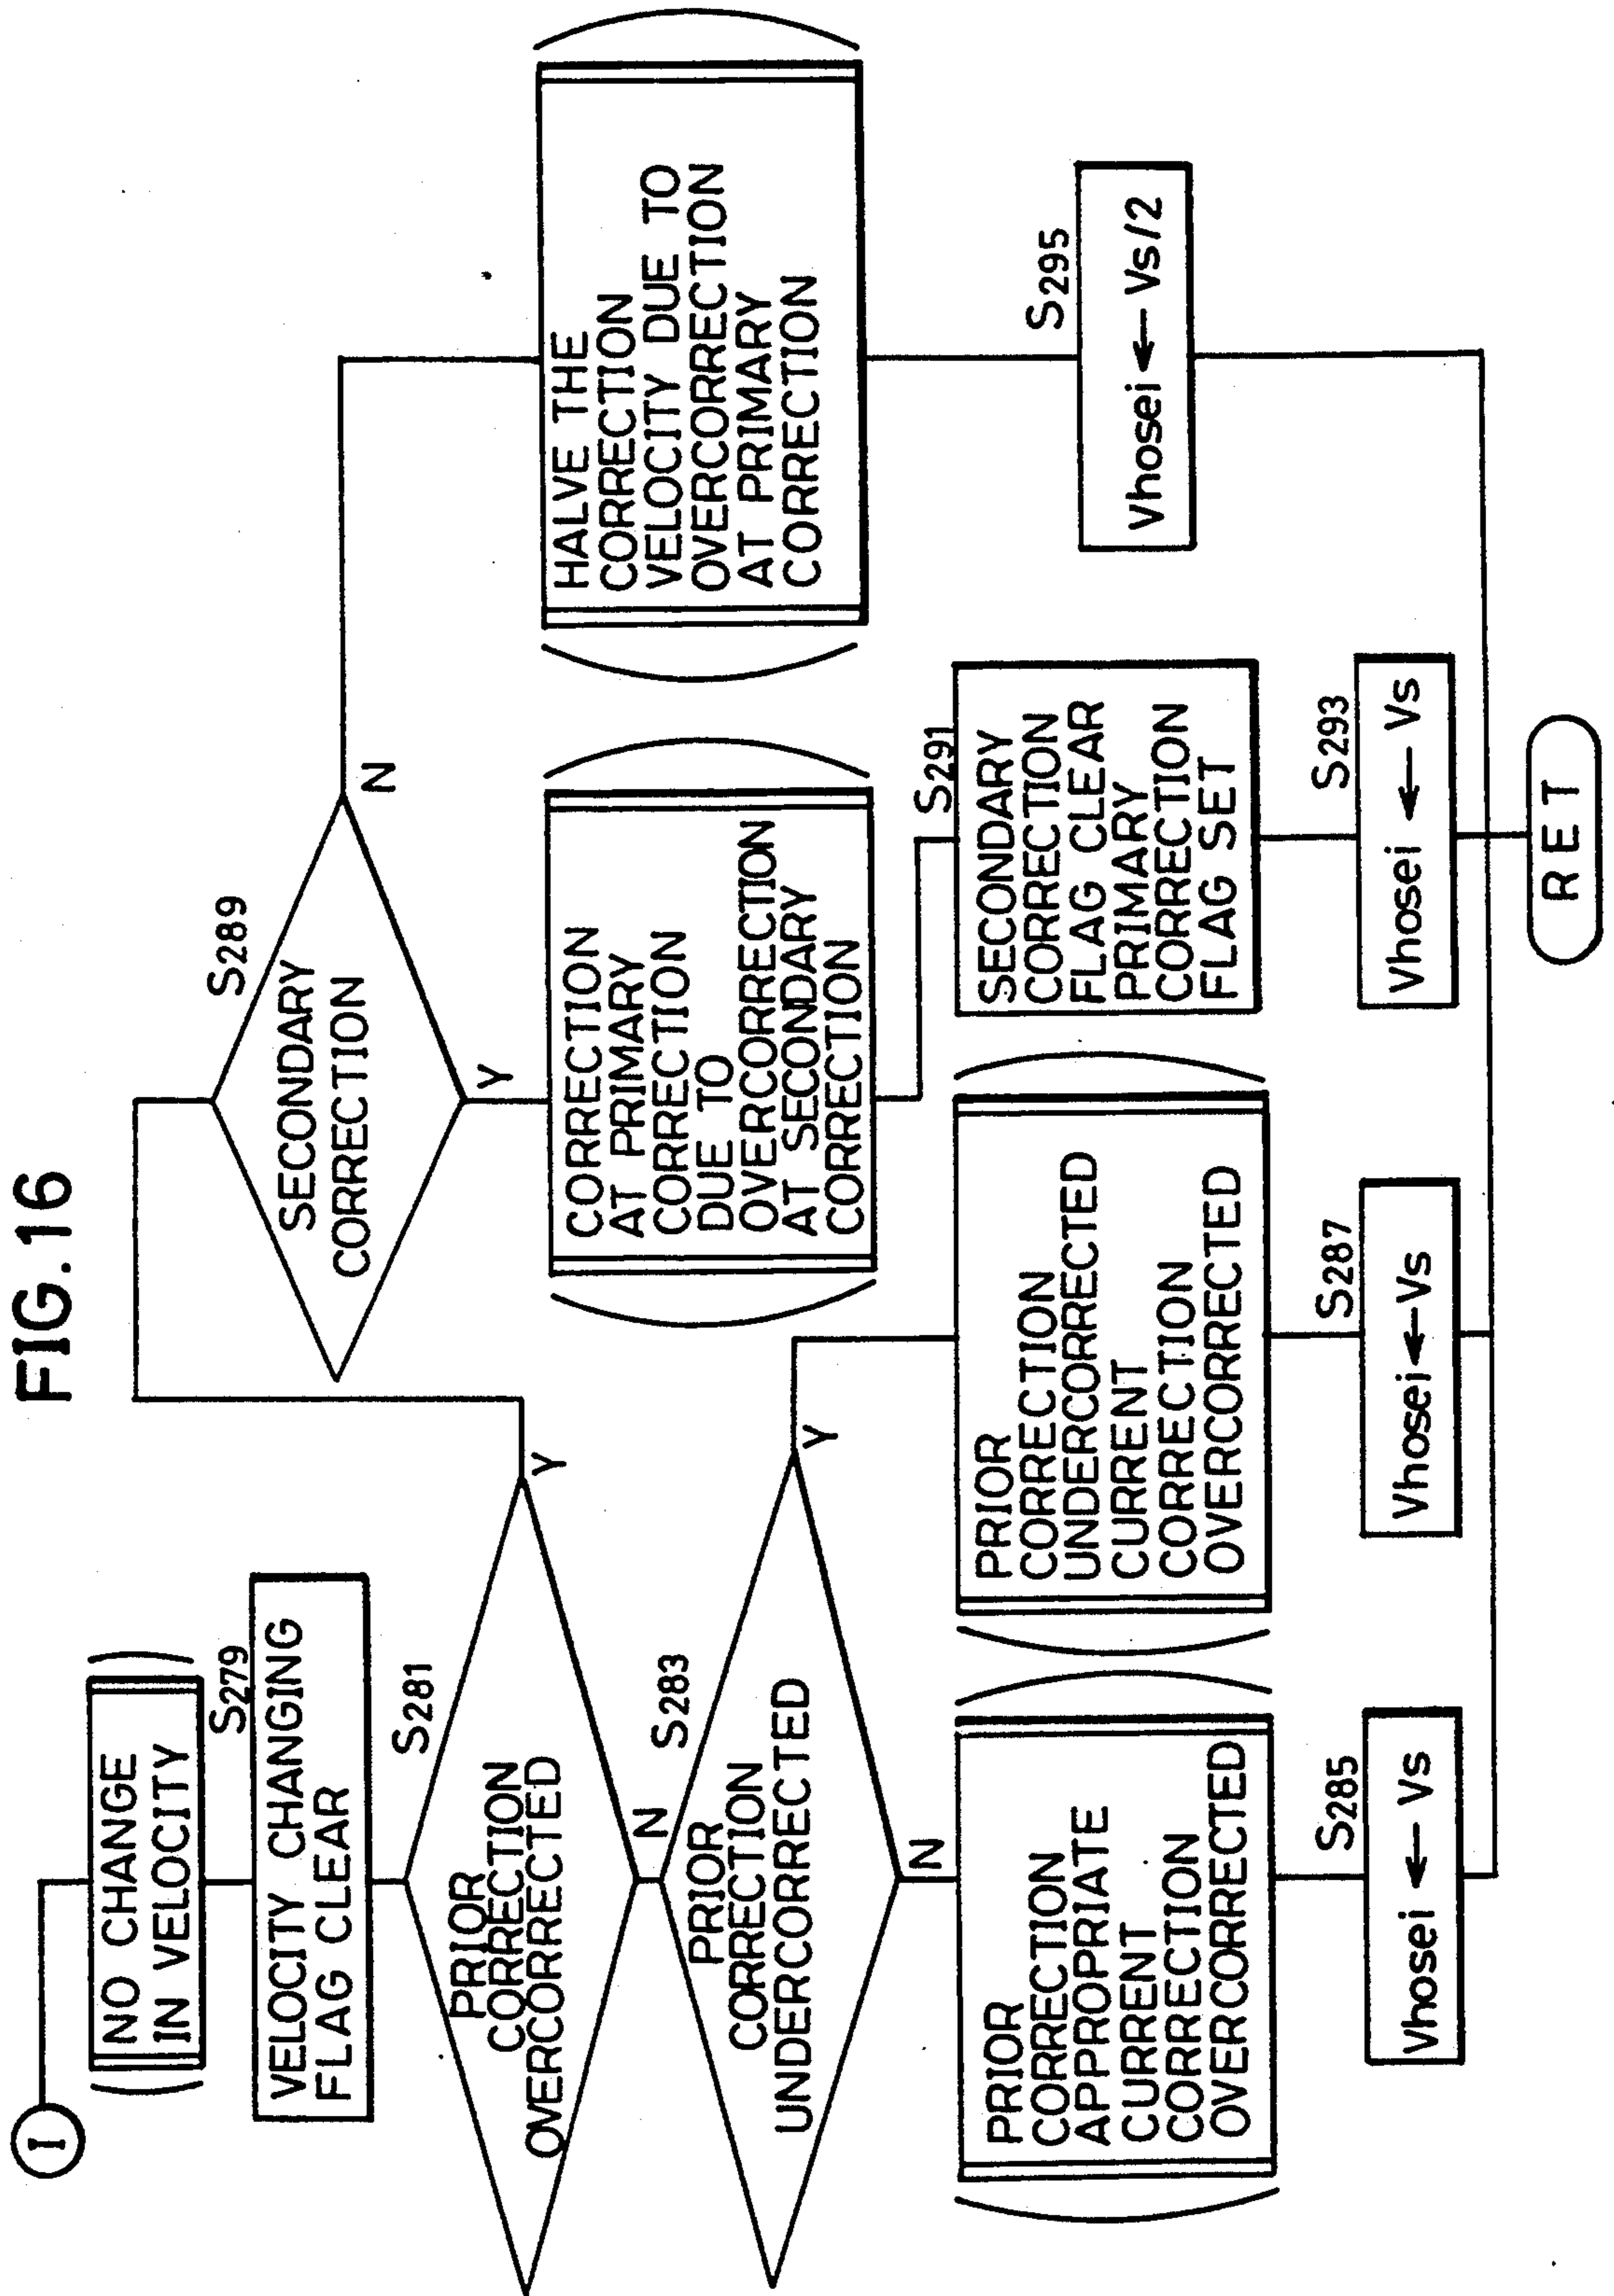 FIG.16
I
NO CHANGE
IN VELOCITY
S279
VELOCITY CHANGING
FLAG CLEAR
S281
PRIOR
CORRECTION
OVERCORRECTED
Y
N
S283
PRIOR
CORRECTION
UNDERCORRECTED
Y
N
PRIOR
CORRECTION
APPROPRIATE
CURRENT
CORRECTION
OVERCORRECTED
S285
Vhosei ← Vs
PRIOR
CORRECTION
UNDERCORRECTED
CURRENT
CORRECTION
OVERCORRECTED
S287
Vhosei ← Vs
S289
SECONDARY
CORRECTION
Y
N
CORRECTION
AT PRIMARY
CORRECTION
DUE TO
OVERCORRECTION
AT SECONDARY
CORRECTION
S291
SECONDARY
CORRECTION
FLAG CLEAR
PRIMARY
CORRECTION
FLAG SET
S293
Vhosei ← Vs
HALVE THE
CORRECTION
VELOCITY DUE TO
OVERCORRECTION
AT PRIMARY
CORRECTION
S295
Vhosei ← Vs/2
RET